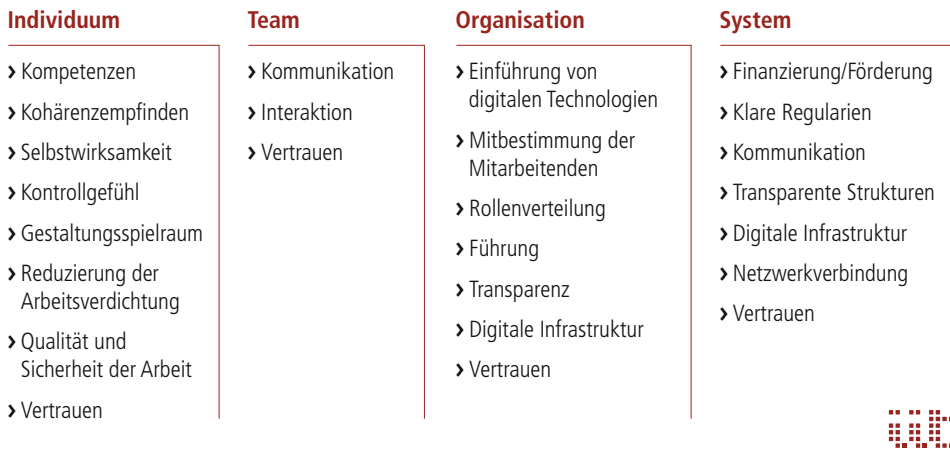 Individuum
› Kompetenzen
› Kohärenzempfinden
› Selbstwirksamkeit
› Kontrollgefühl
› Gestaltungsspielraum
› Reduzierung der
Arbeitsverdichtung
› Qualität und
Sicherheit der Arbeit
› Vertrauen
Team
› Kommunikation
› Interaktion
› Vertrauen
Organisation
› Einführung von
digitalen Technologien
› Mitbestimmung der
Mitarbeitenden
› Rollenverteilung
› Führung
› Transparenz
› Digitale Infrastruktur
› Vertrauen
System
› Finanzierung/Förderung
› Klare Regularien
› Kommunikation
› Transparente Strukturen
› Digitale Infrastruktur
› Netzwerkverbindung
› Vertrauen